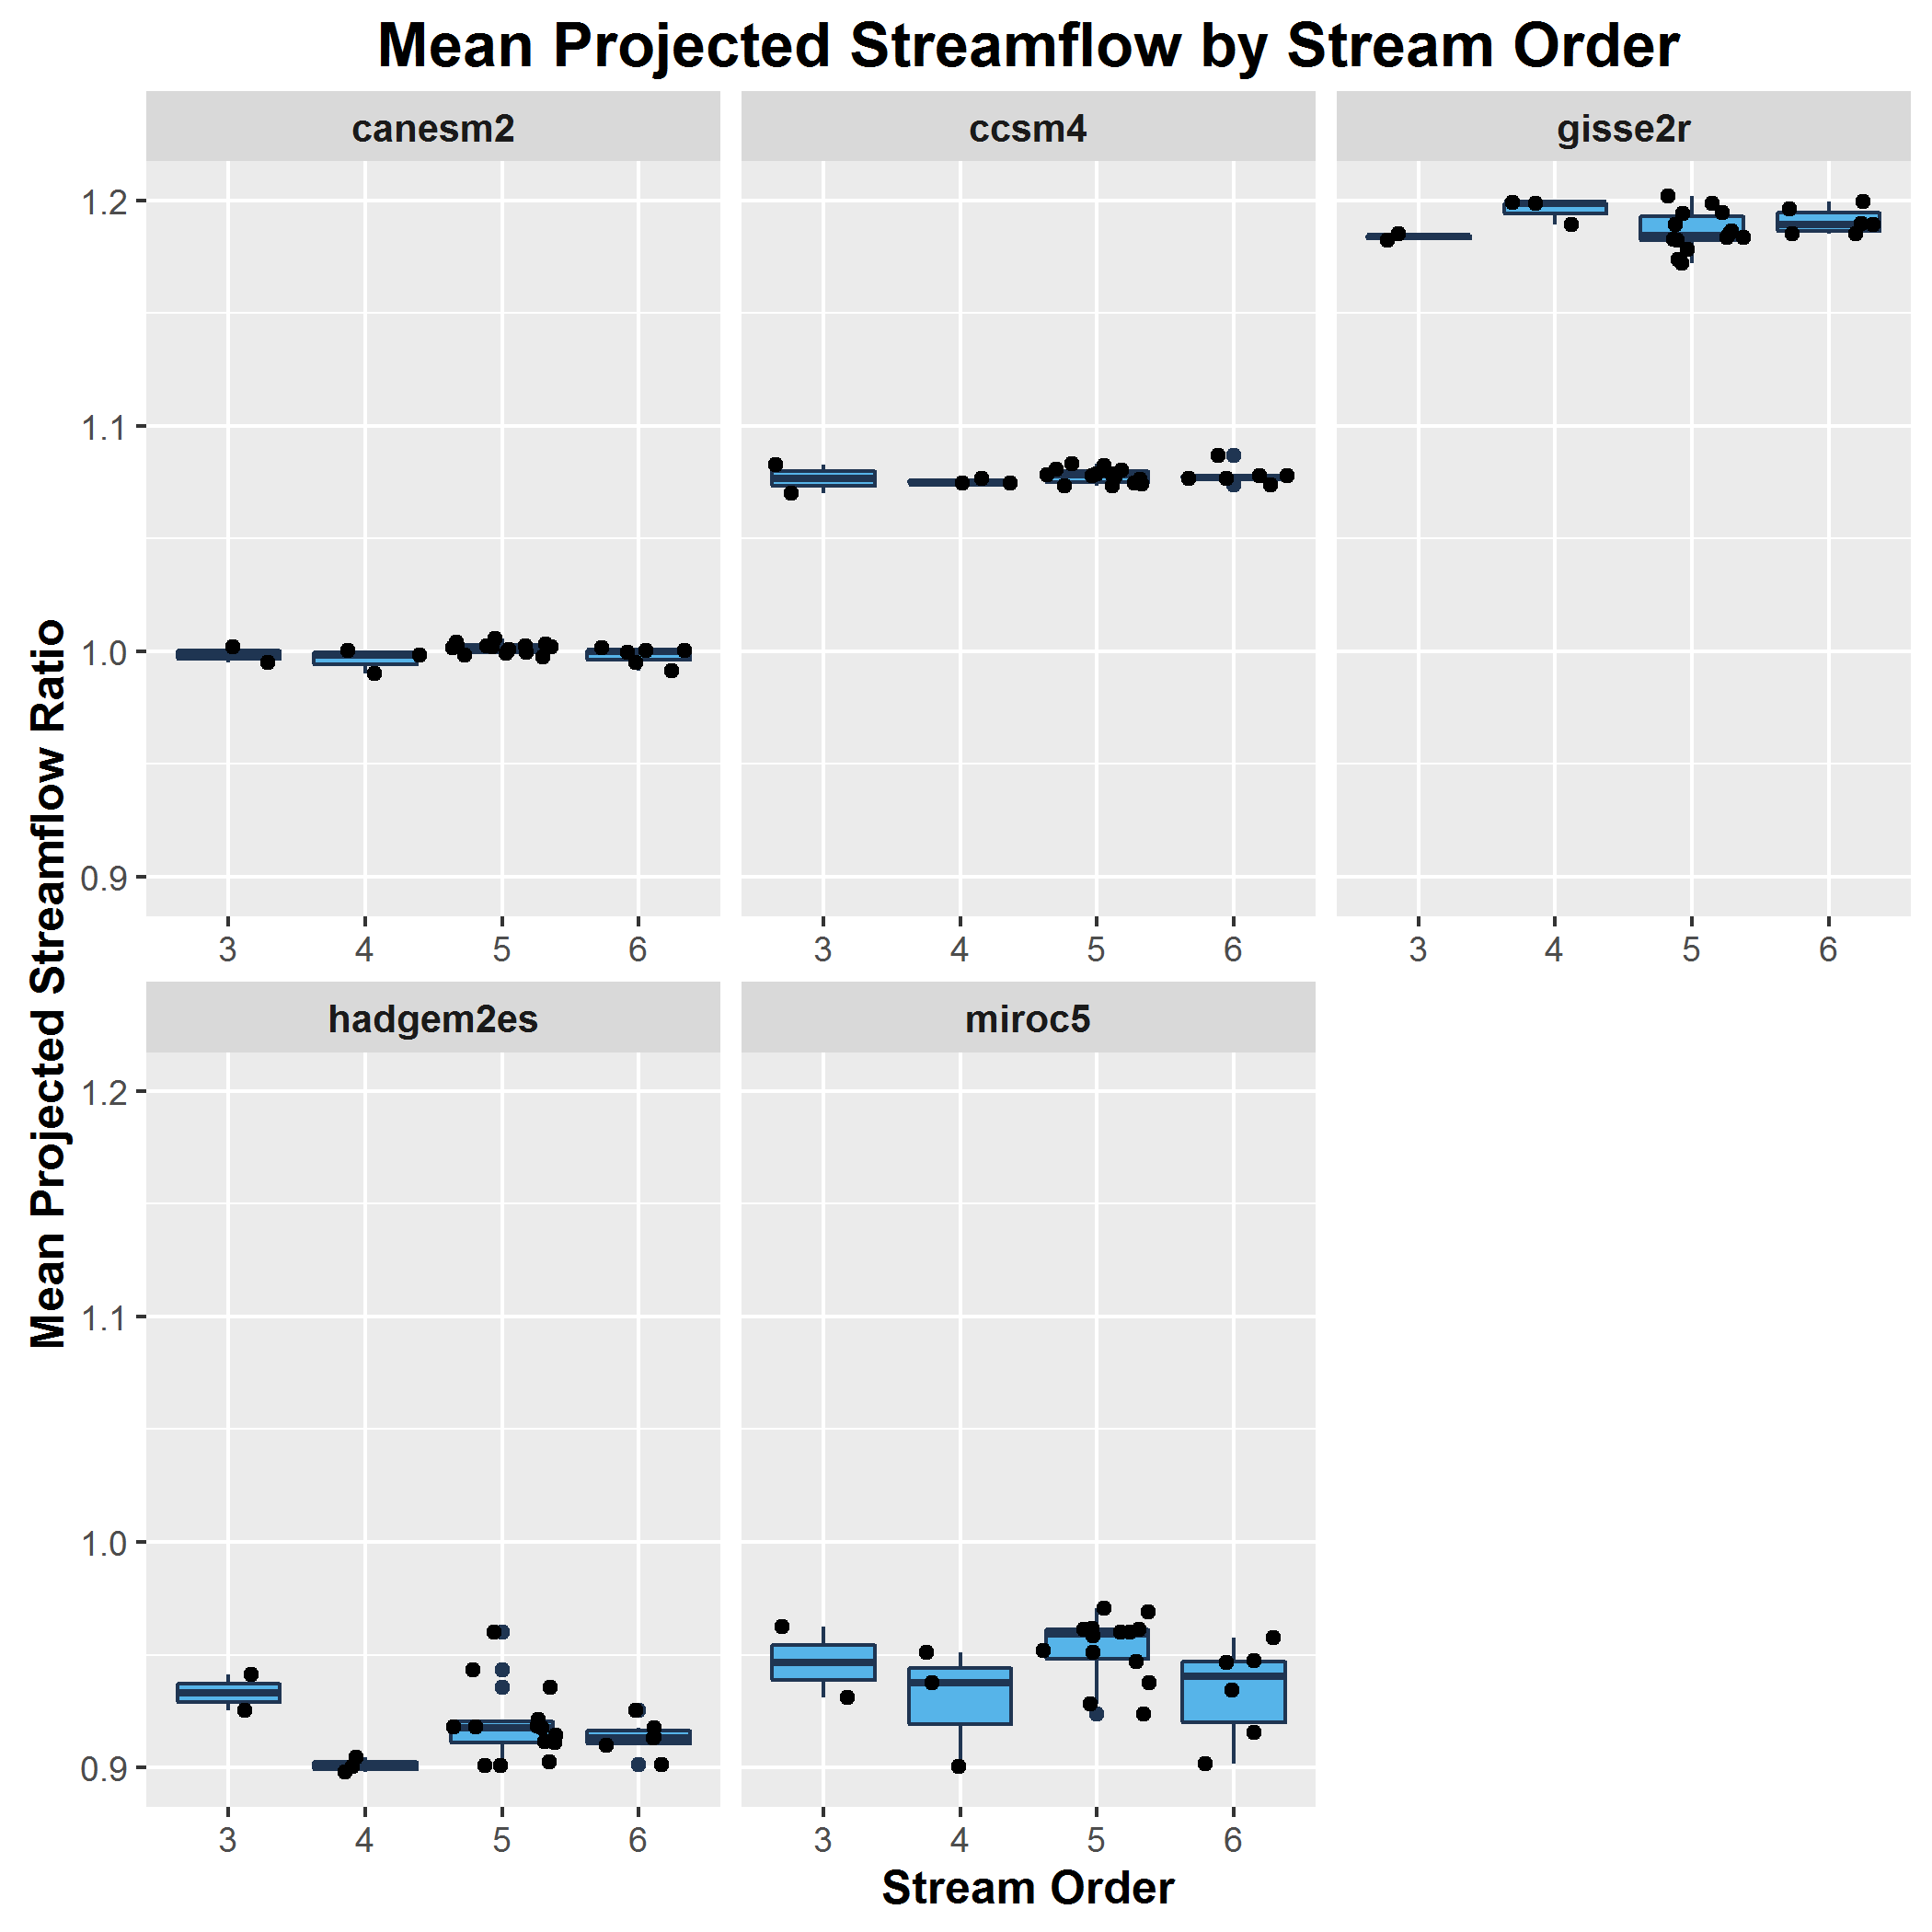 Mean Projected Streamflow by Stream Order
canesm2 ccsm4 gisse2r
1.2
1.1
1.0
0.9
3 4 5 6 3 4 5 6 3 4 5 6
Mean Projected Streamflow Ratio
hadgem2es miroc5
1.2
1.1
1.0
0.9
3 4 5 6 3 4 5 6
Stream Order